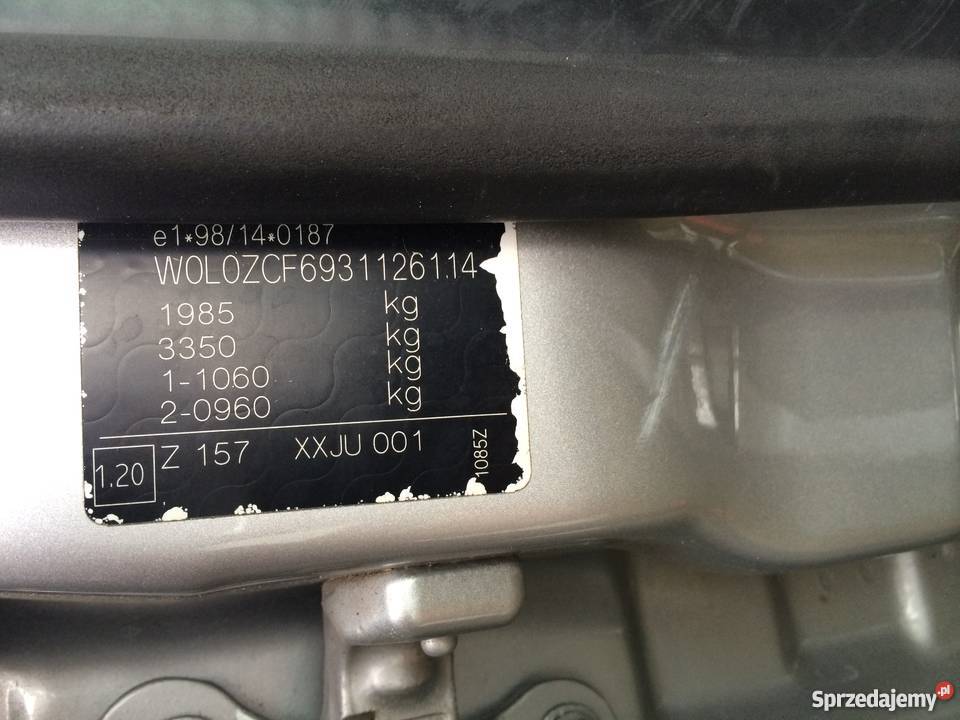 e1*98/14*0187
W0L0ZCF6931126114
1985 kg
3350 kg
1-1060 kg
2-0960 kg
1.20 Z 157 XXJU 001
1085Z
Sprzedajemy.pl